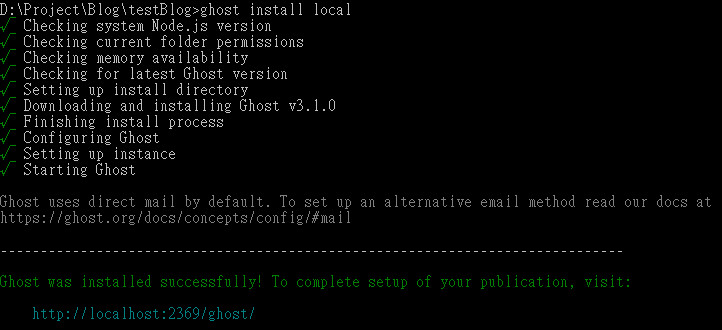 D:\Project\Blog\testBlog>ghost install local
√ Checking system Node.js version
√ Checking current folder permissions
√ Checking memory availability
√ Checking for latest Ghost version
√ Setting up install directory
√ Downloading and installing Ghost v3.1.0
√ Finishing install process
√ Configuring Ghost
√ Setting up instance
√ Starting Ghost
Ghost uses direct mail by default. To set up an alternative email method read our docs at
https://ghost.org/docs/concepts/config/#mail
------------------------------------------------------------------------------
Ghost was installed successfully! To complete setup of your publication, visit:
http://localhost:2369/ghost/